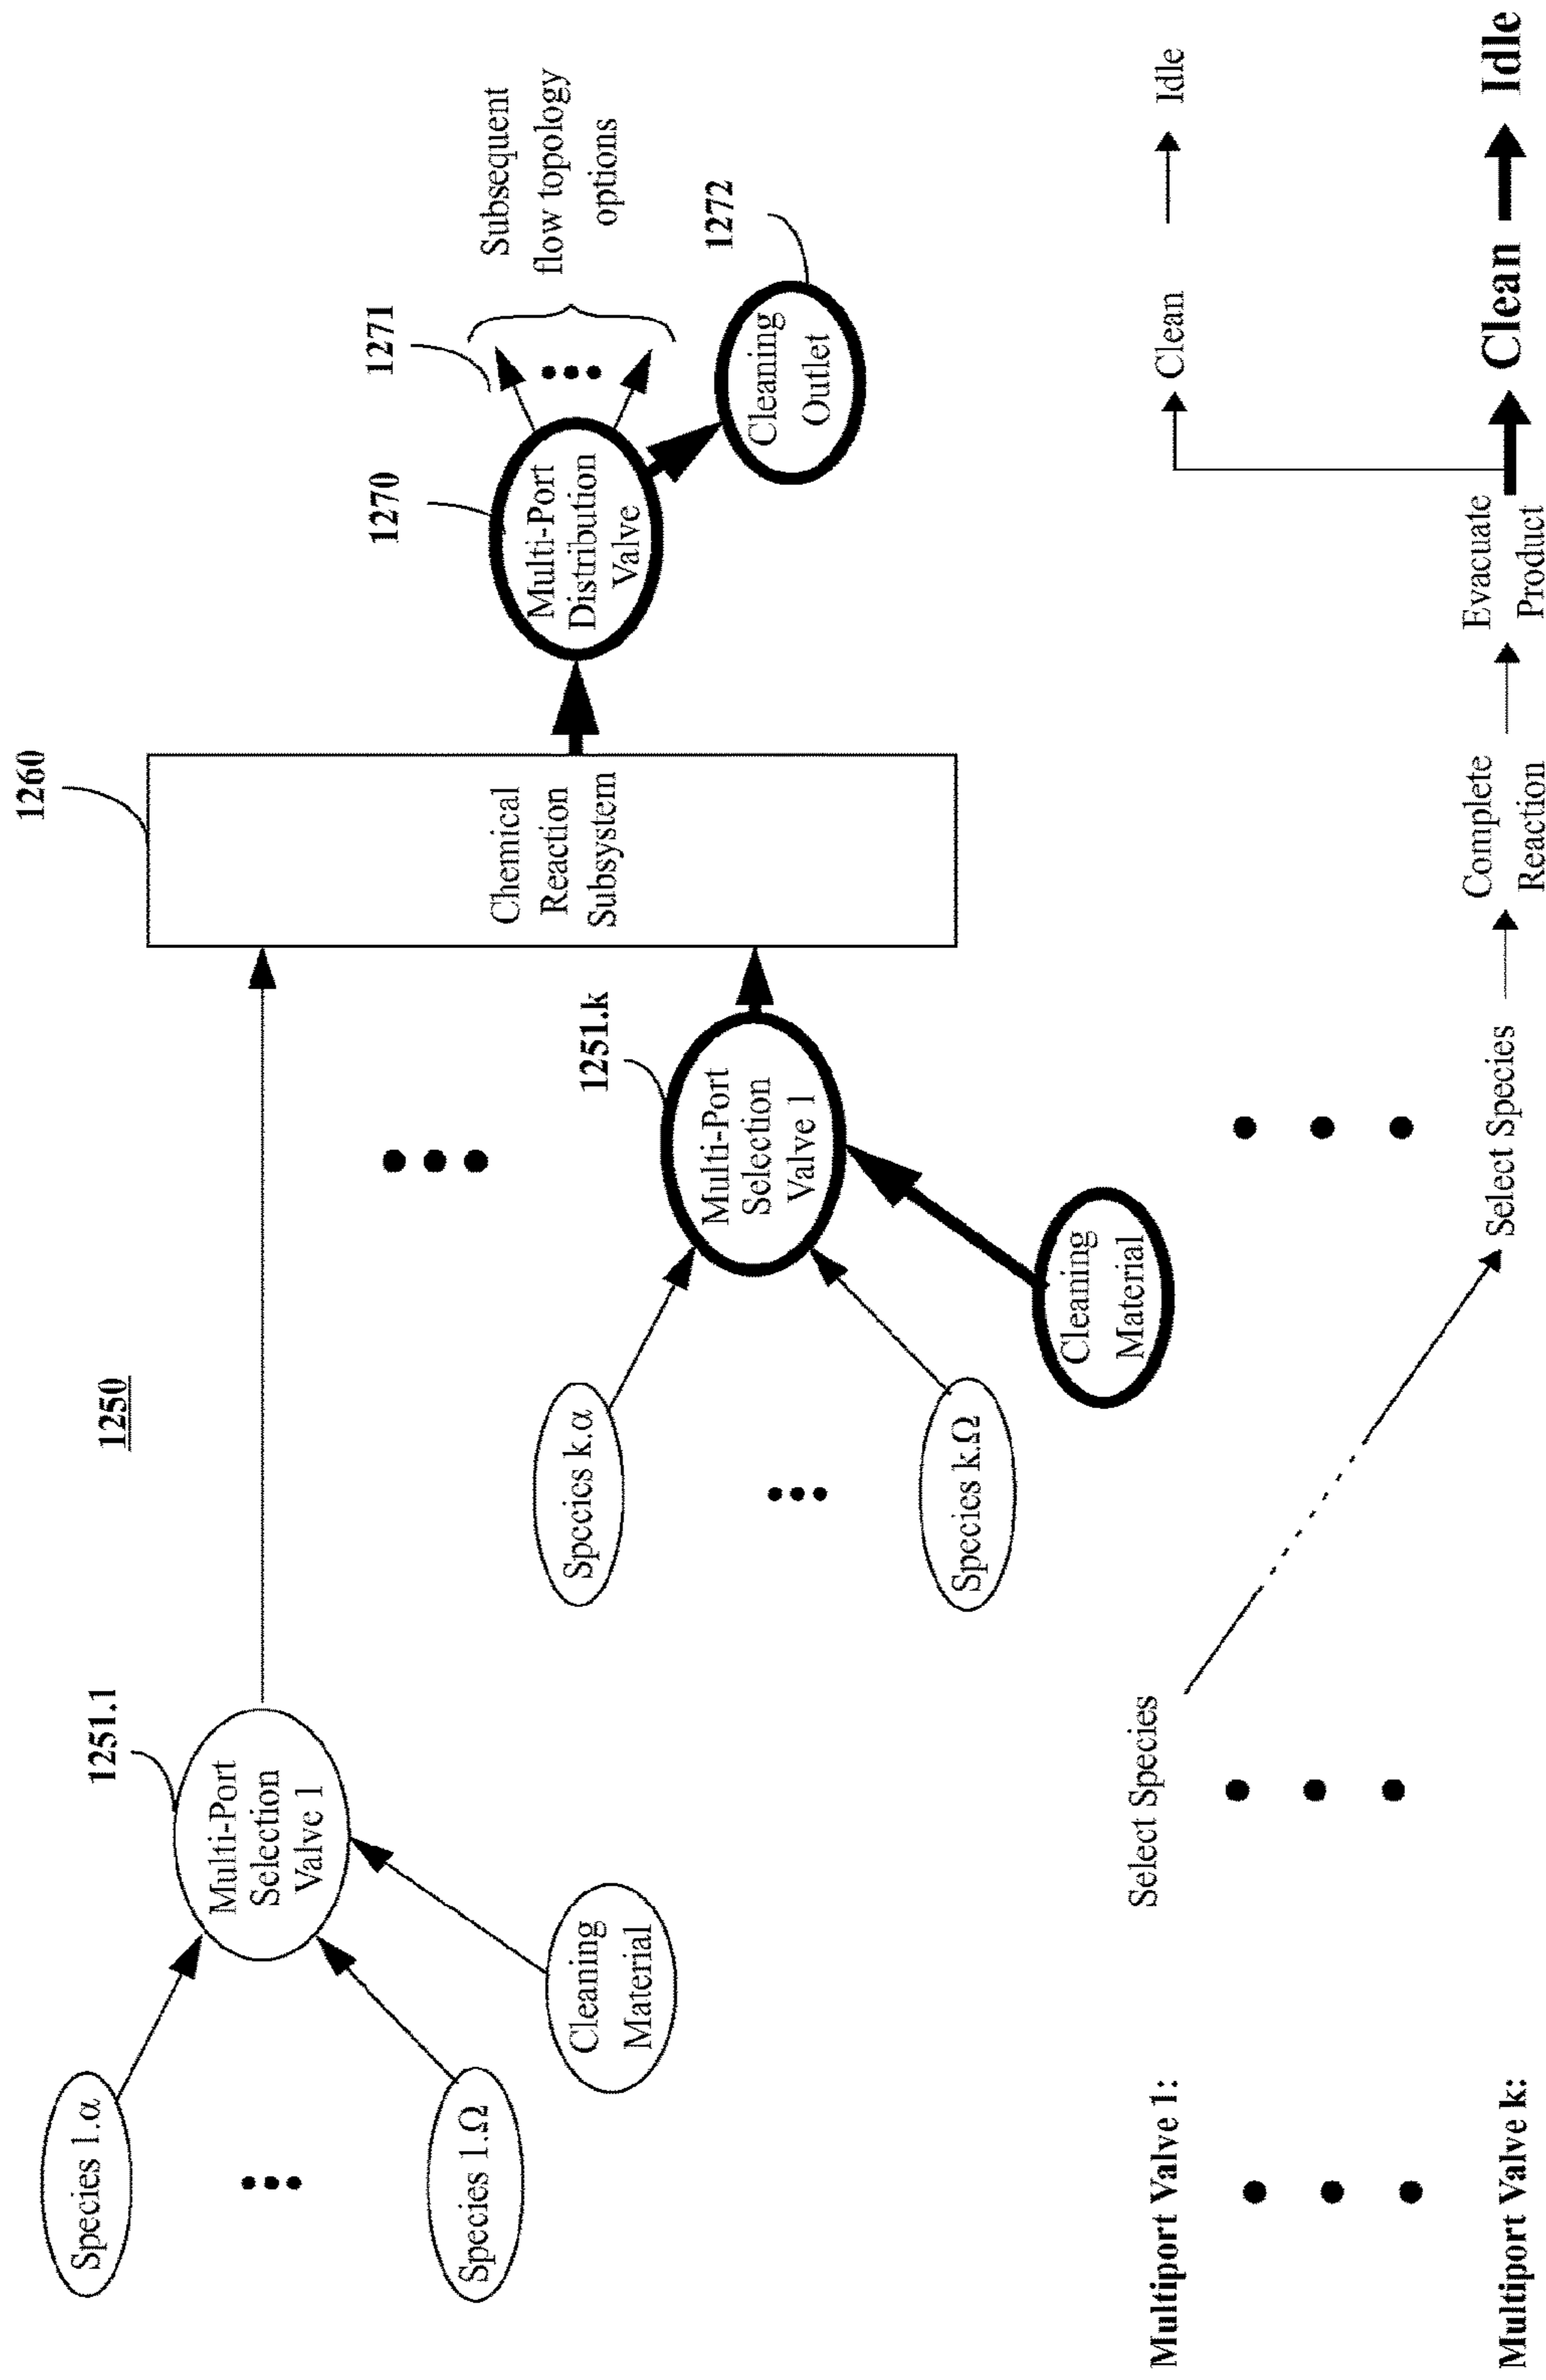 1250
1251.1
Species 1.α
Species 1.Ω
Multi-Port
Selection
Valve 1
Cleaning
Material
Species k.α
Species k.Ω
1251.k
Multi-Port
Selection
Valve 1
Cleaning
Material
1260
Chemical
Reaction
Subsystem
1270
Multi-Port
Distribution
Valve
1271
Subsequent
flow topology
options
1272
Cleaning
Outlet
Multiport Valve 1:
Select Species
Clean
Idle
Multiport Valve k:
Select Species
Complete
Reaction
Evacuate
Product
Clean
Idle